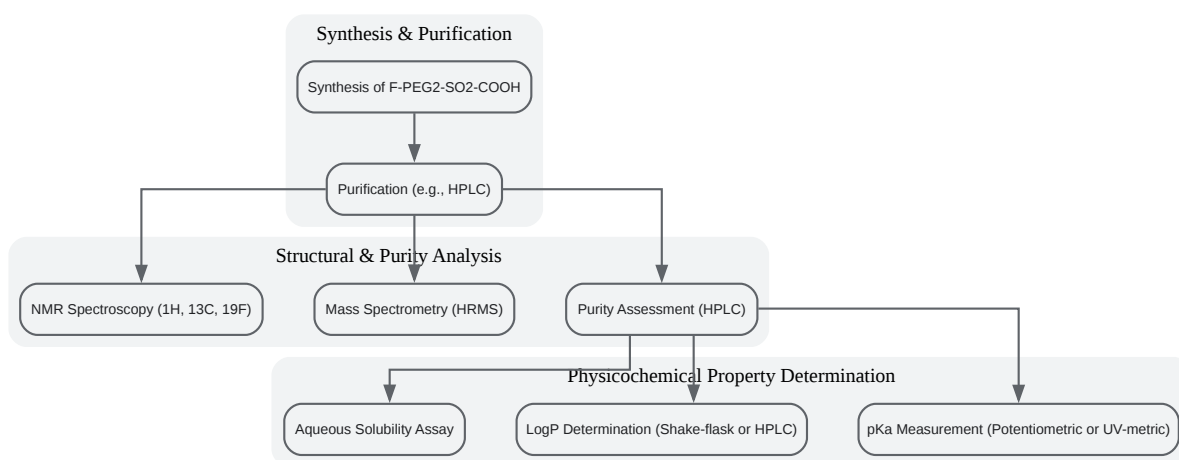 Synthesis & Purification
Synthesis of F-PEG2-SO2-COOH
Purification (e.g., HPLC)
Structural & Purity Analysis
NMR Spectroscopy (1H, 13C, 19F)
Mass Spectrometry (HRMS)
Purity Assessment (HPLC)
Physicochemical Property Determination
Aqueous Solubility Assay
LogP Determination (Shake-flask or HPLC)
pKa Measurement (Potentiometric or UV-metric)